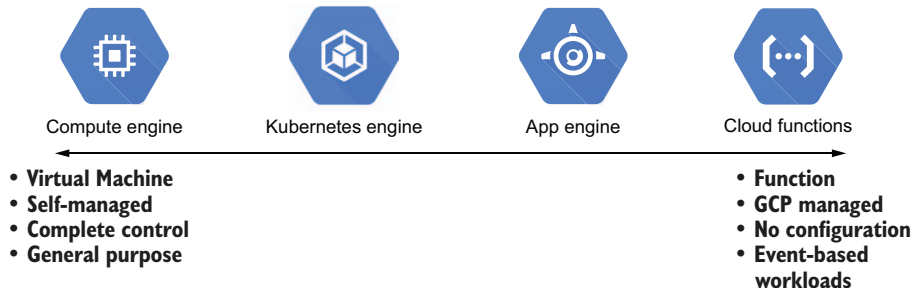 Compute engine
Kubernetes engine
App engine
Cloud functions
• Virtual Machine
• Self-managed
• Complete control
• General purpose
• Function
• GCP managed
• No configuration
• Event-based
workloads